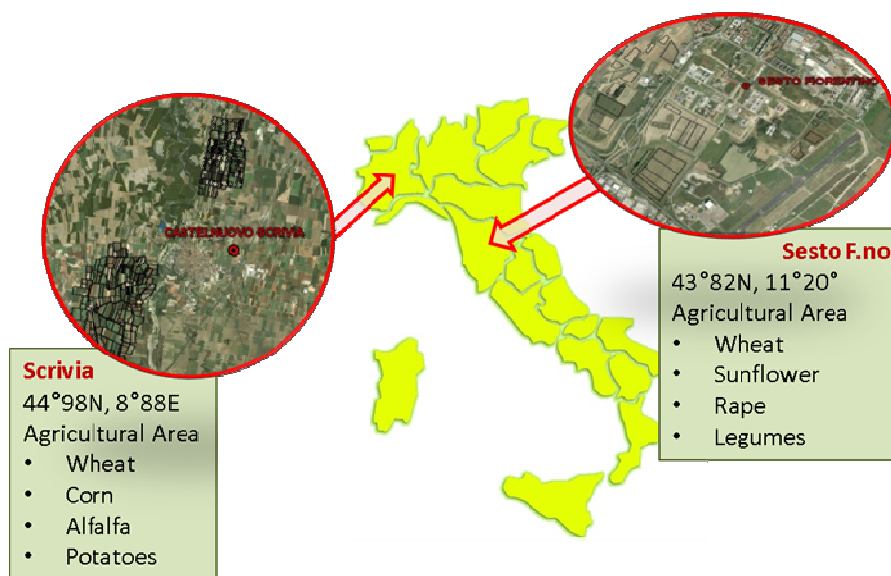 SESTO FIORENTINO
CASTELNUOVO SCRIVIA
Sesto F.no
43°82N, 11°20°
Agricultural Area
• Wheat
• Sunflower
• Rape
• Legumes
Scrivia
44°98N, 8°88E
Agricultural Area
• Wheat
• Corn
• Alfalfa
• Potatoes